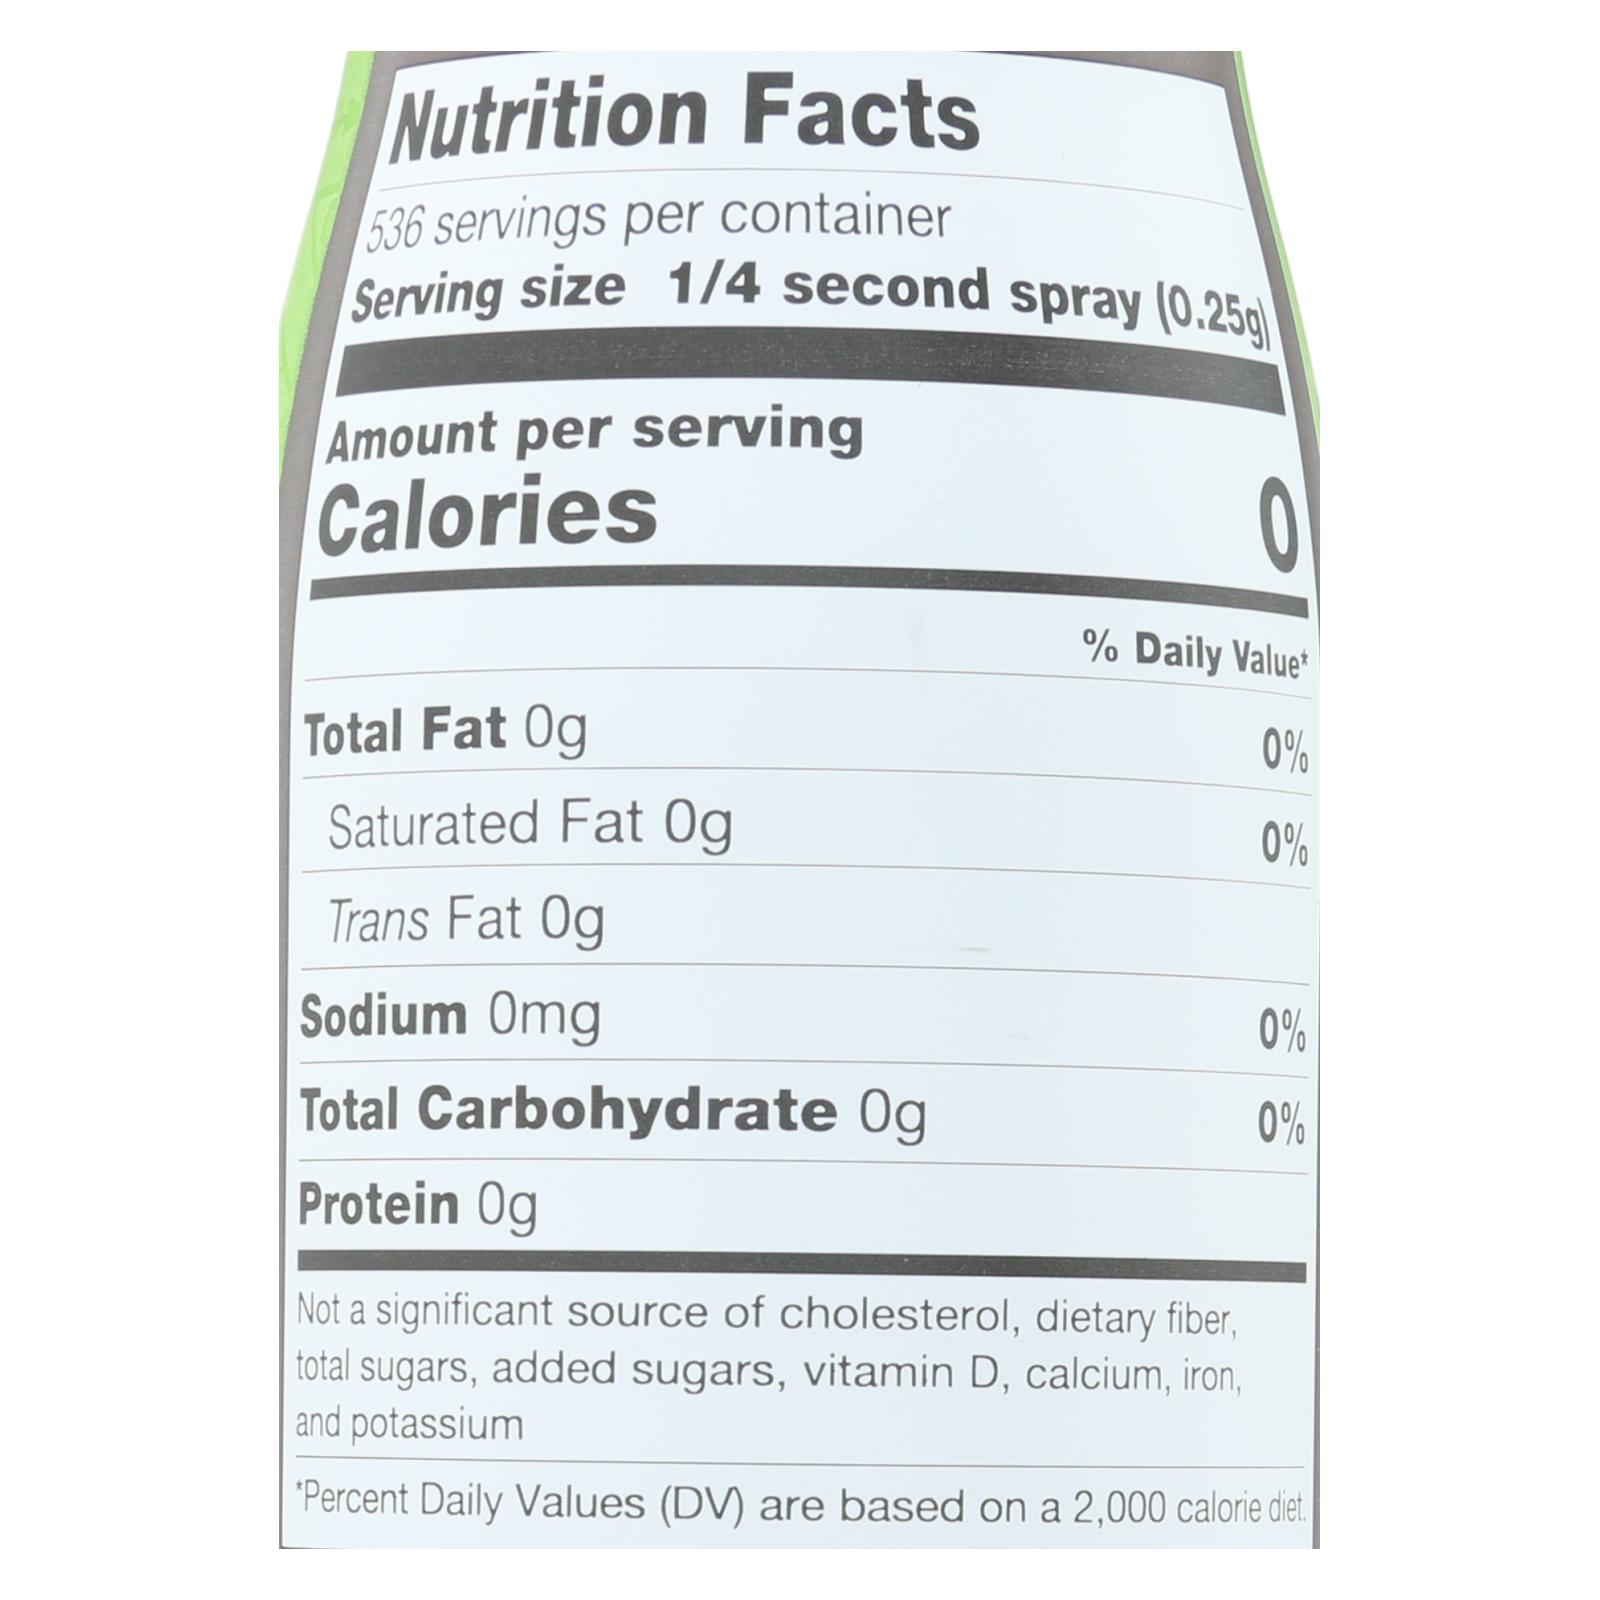 Nutrition Facts
536 servings per container
Serving size 1/4 second spray (0.25g)
Amount per serving
Calories 0
% Daily Value*
Total Fat 0g 0%
Saturated Fat 0g 0%
Trans Fat 0g
Sodium 0mg 0%
Total Carbohydrate 0g 0%
Protein 0g
Not a significant source of cholesterol, dietary fiber,
total sugars, added sugars, vitamin D, calcium, iron,
and potassium
*Percent Daily Values (DV) are based on a 2,000 calorie diet.